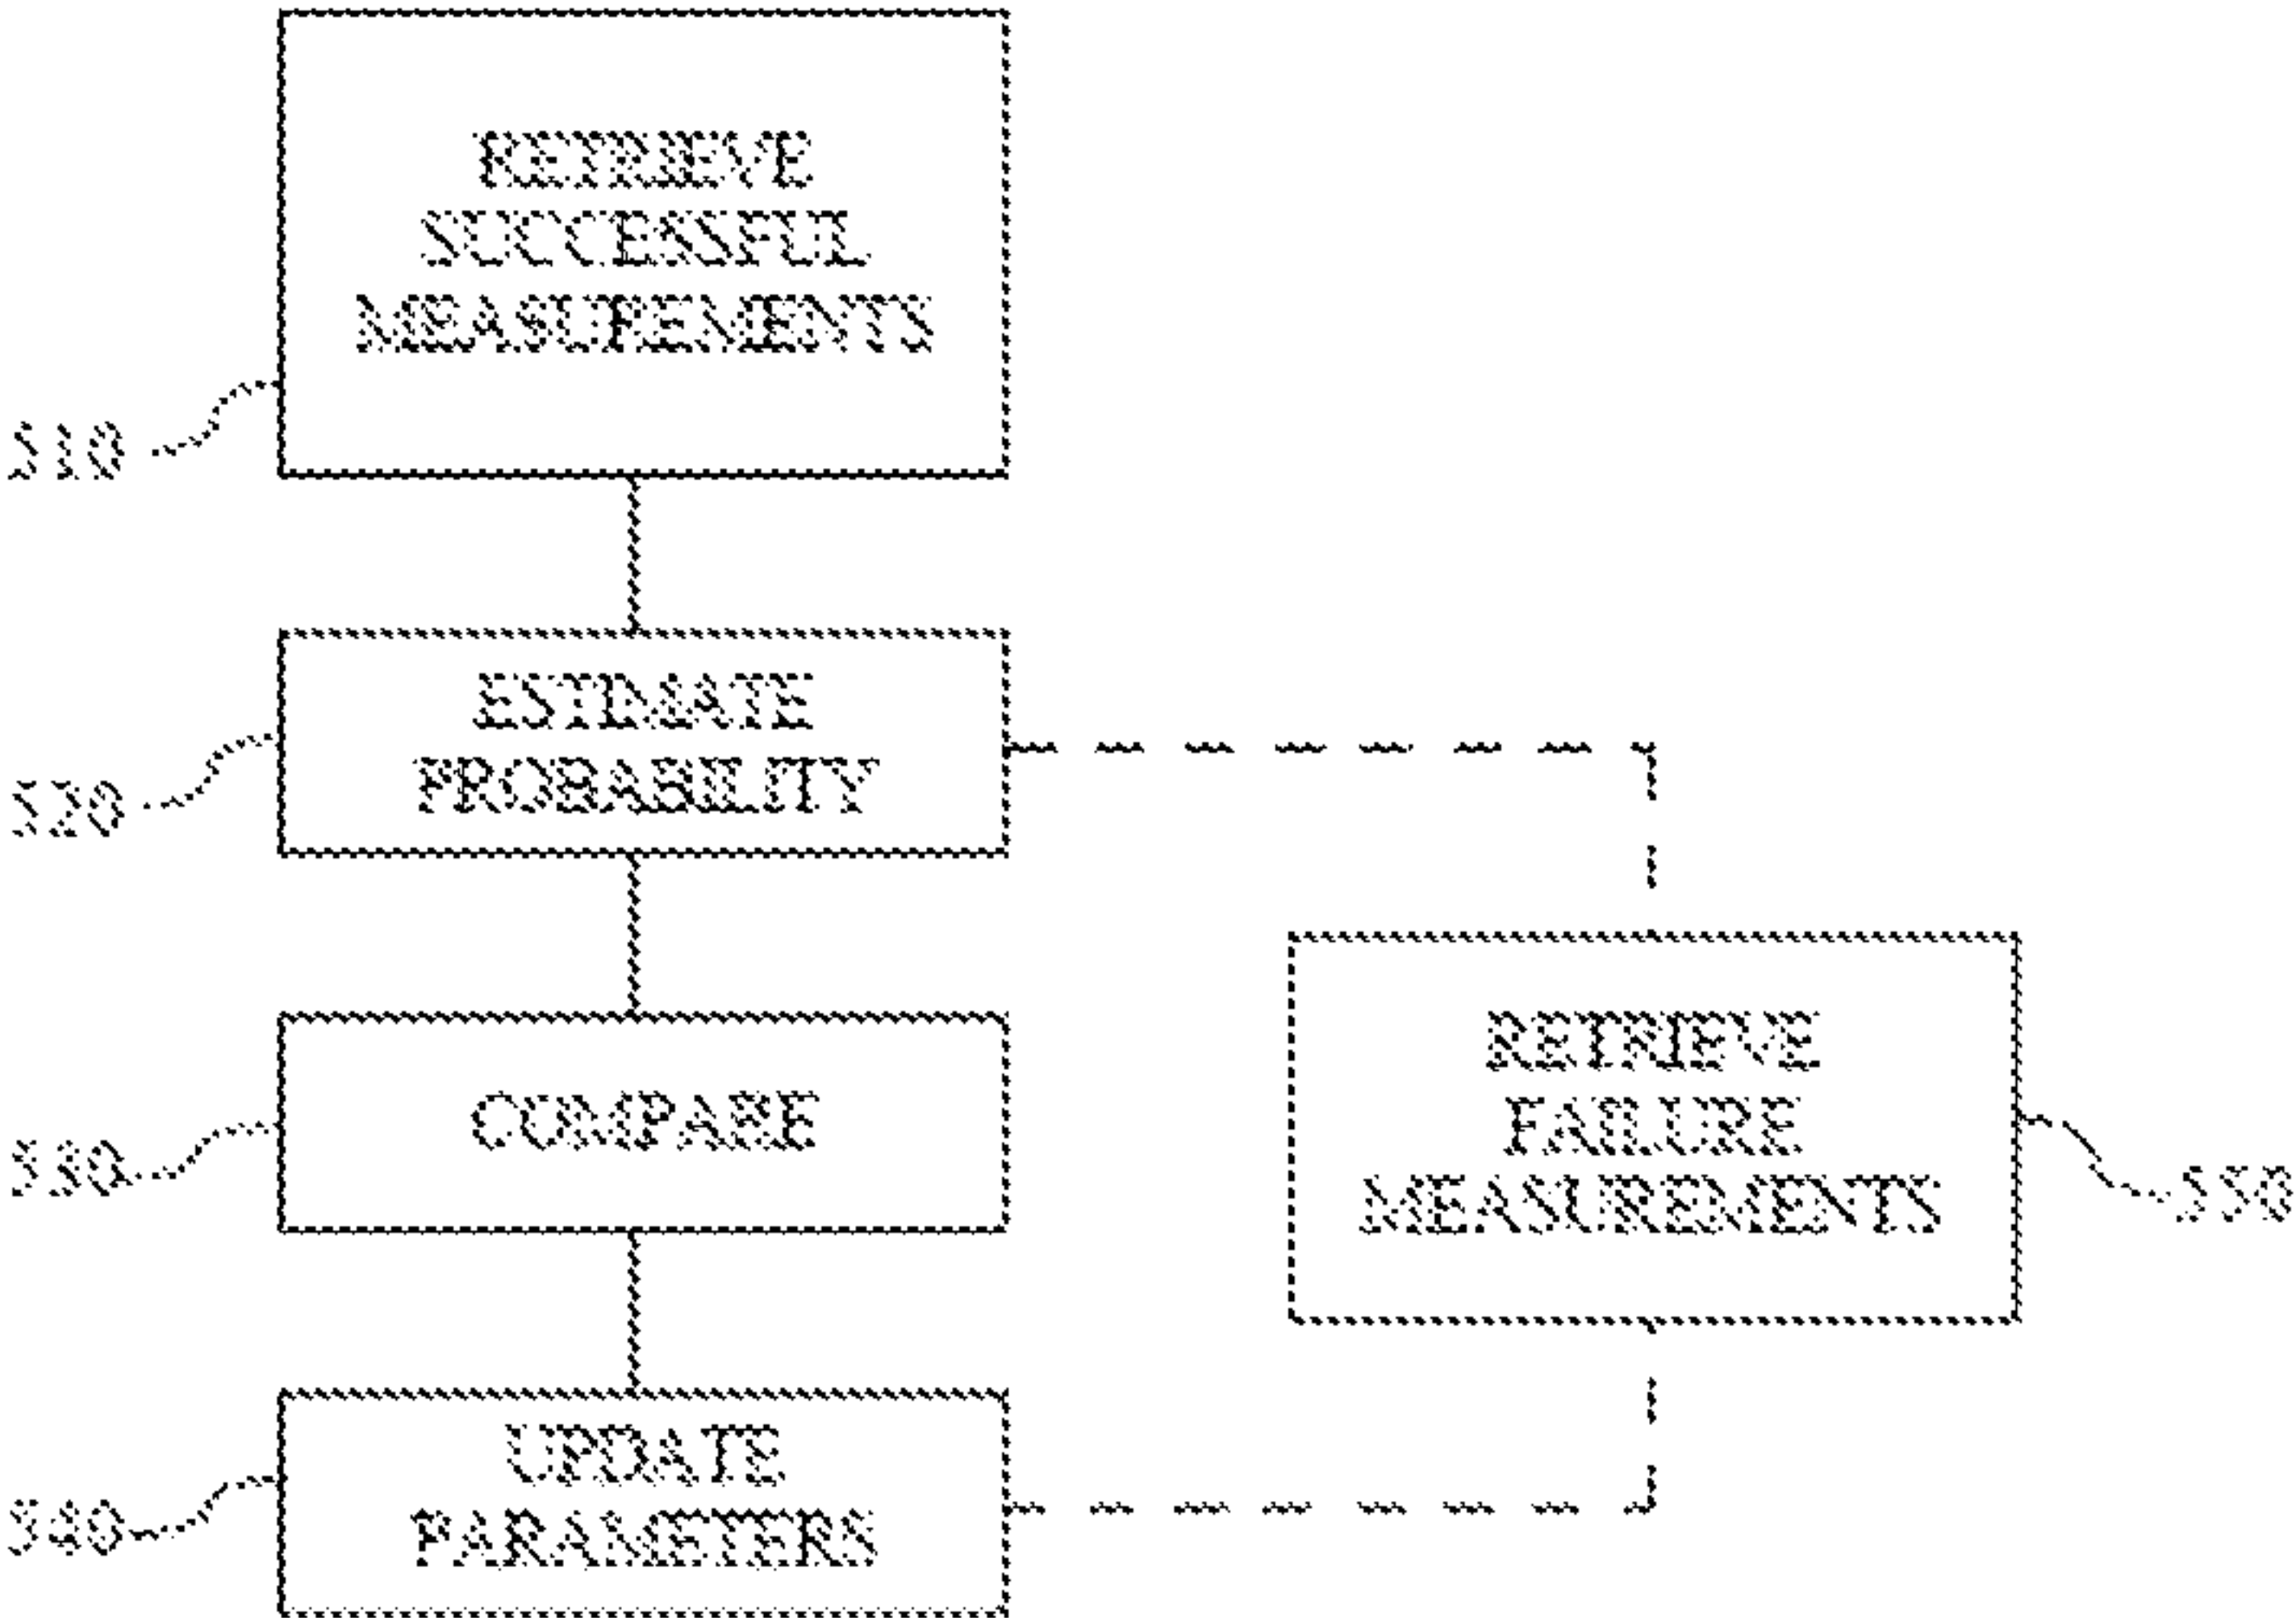 RETRIEVE
SUCCESSFUL
MEASUREMENTS
510
ESTIMATE
PROBABILITY
520
COMPARE
530
RETRIEVE
FAILURE
MEASUREMENTS
550
UPDATE
PARAMETERS
540